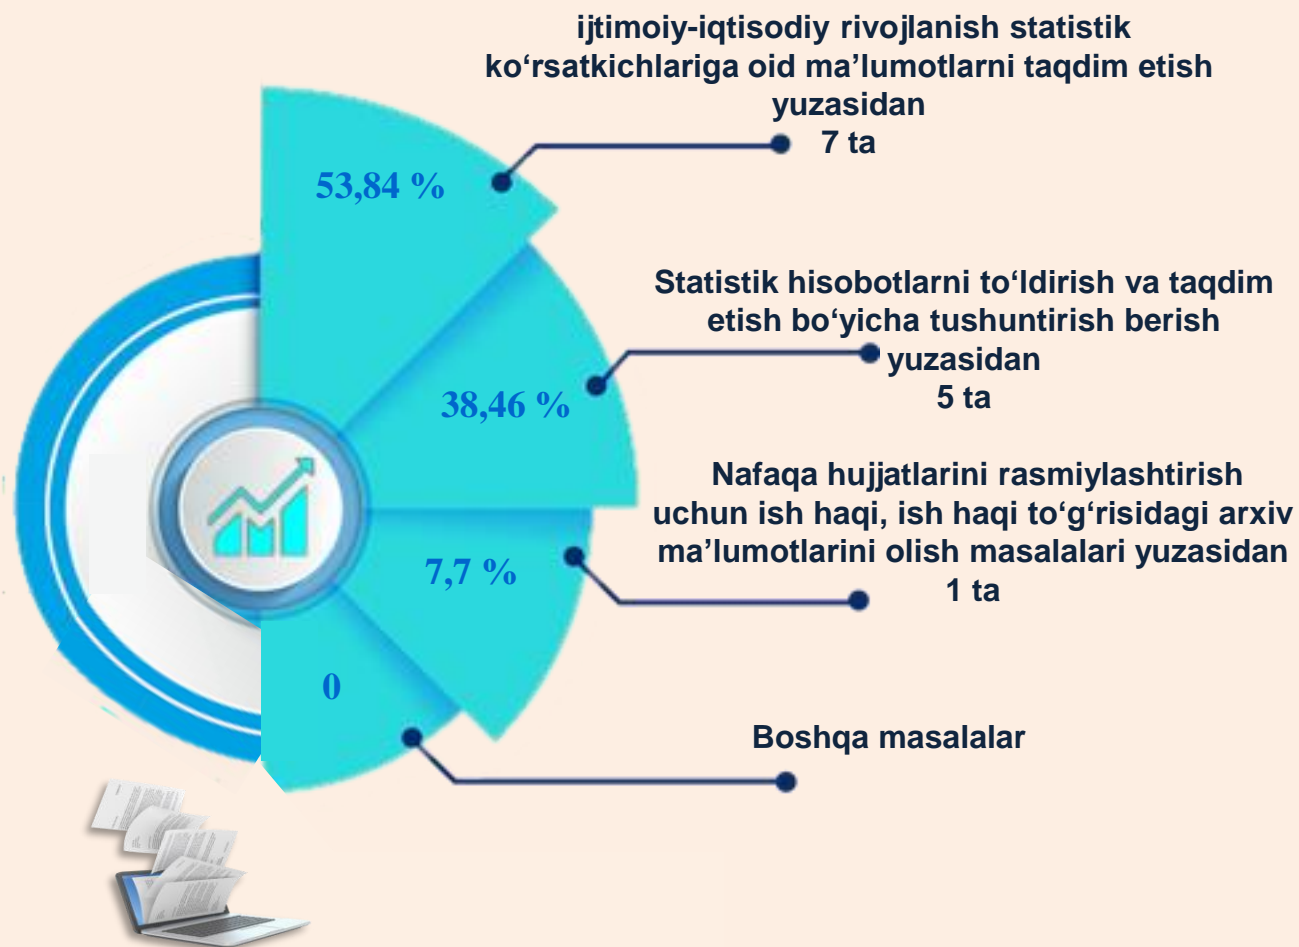 ijtimoiy-iqtisodiy rivojlanish statistik
ko‘rsatkichlariga oid ma’lumotlarni taqdim etish
yuzasidan
7 ta
53,84 %
Statistik hisobotlarni to‘ldirish va taqdim
etish bo‘yicha tushuntirish berish
yuzasidan
5 ta
38,46 %
Nafaqa hujjatlarini rasmiylashtirish
uchun ish haqi, ish haqi to‘g‘risidagi arxiv
ma’lumotlarini olish masalalari yuzasidan
1 ta
7,7 %
0
Boshqa masalalar